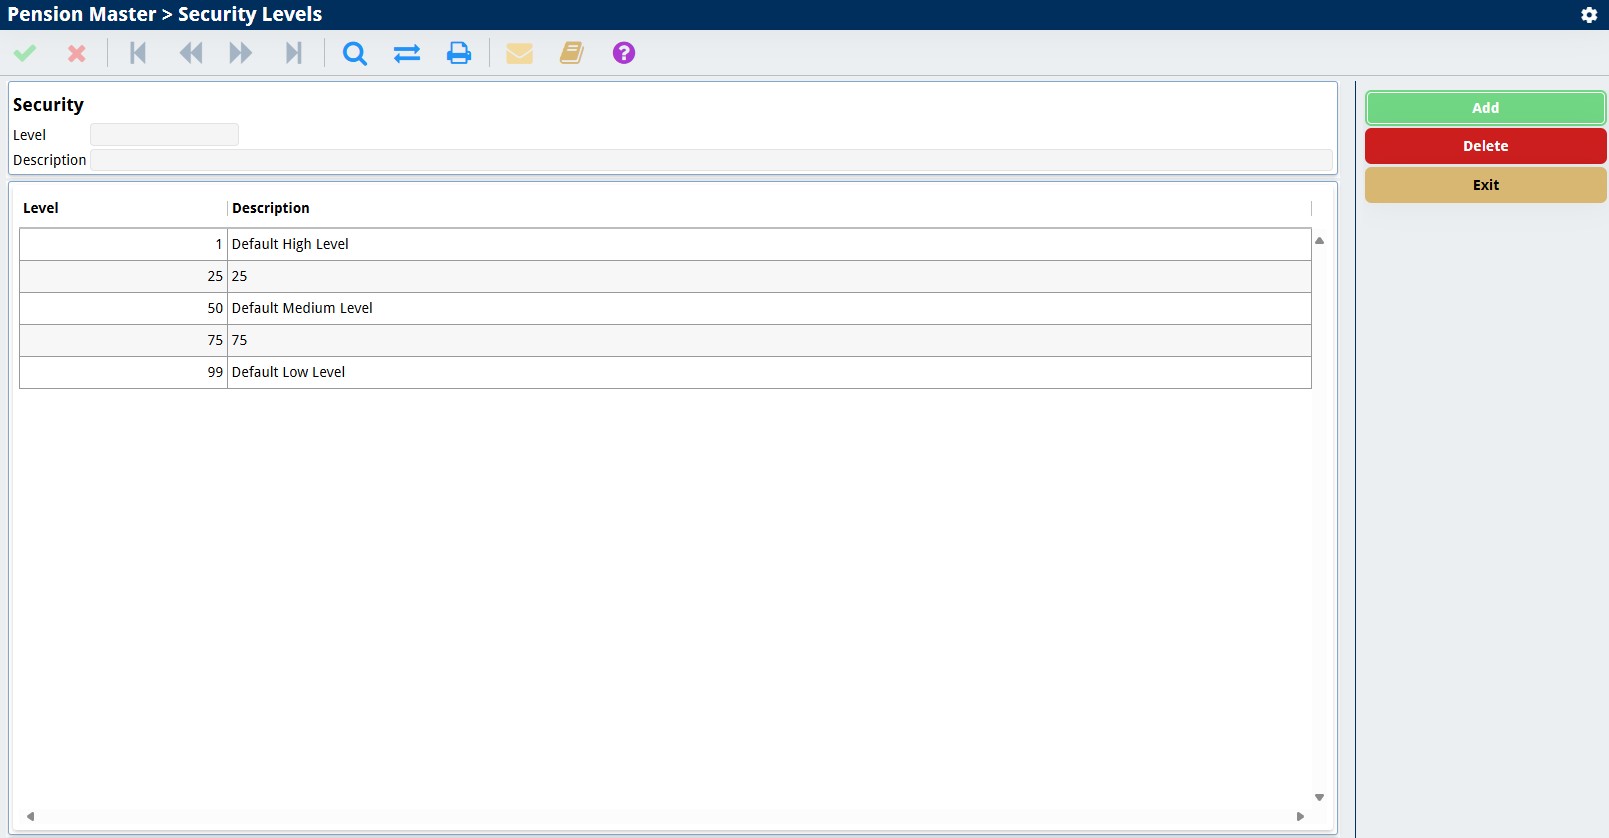 Pension Master > Security Levels
?
Security
Level
Description
Add
Delete
Exit
Level Description
1 Default High Level
25 25
50 Default Medium Level
75 75
99 Default Low Level